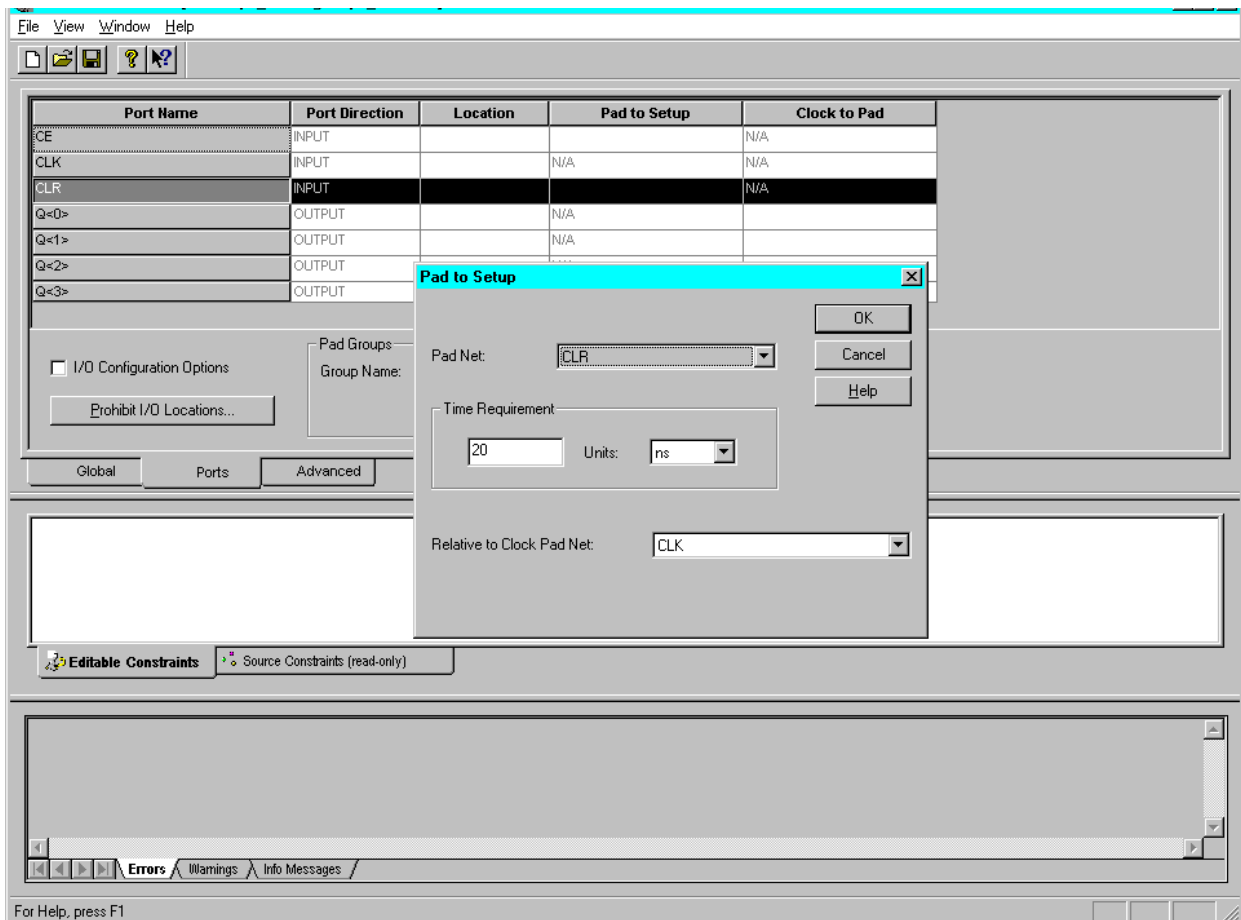 File View Window Help
Port Name Port Direction Location Pad to Setup Clock to Pad
CE INPUT N/A
CLK INPUT N/A N/A
CLR INPUT N/A
Q<0> OUTPUT N/A
Q<1> OUTPUT N/A
Q<2> OUTPUT
Q<3> OUTPUT
I/O Configuration Options
Prohibit I/O Locations...
Pad Groups
Group Name:
Global Ports Advanced
Pad to Setup
Pad Net: CLR
OK
Cancel
Help
Time Requirement
20 Units: ns
Relative to Clock Pad Net: CLK
Editable Constraints Source Constraints (read-only)
Errors Warnings Info Messages
For Help, press F1